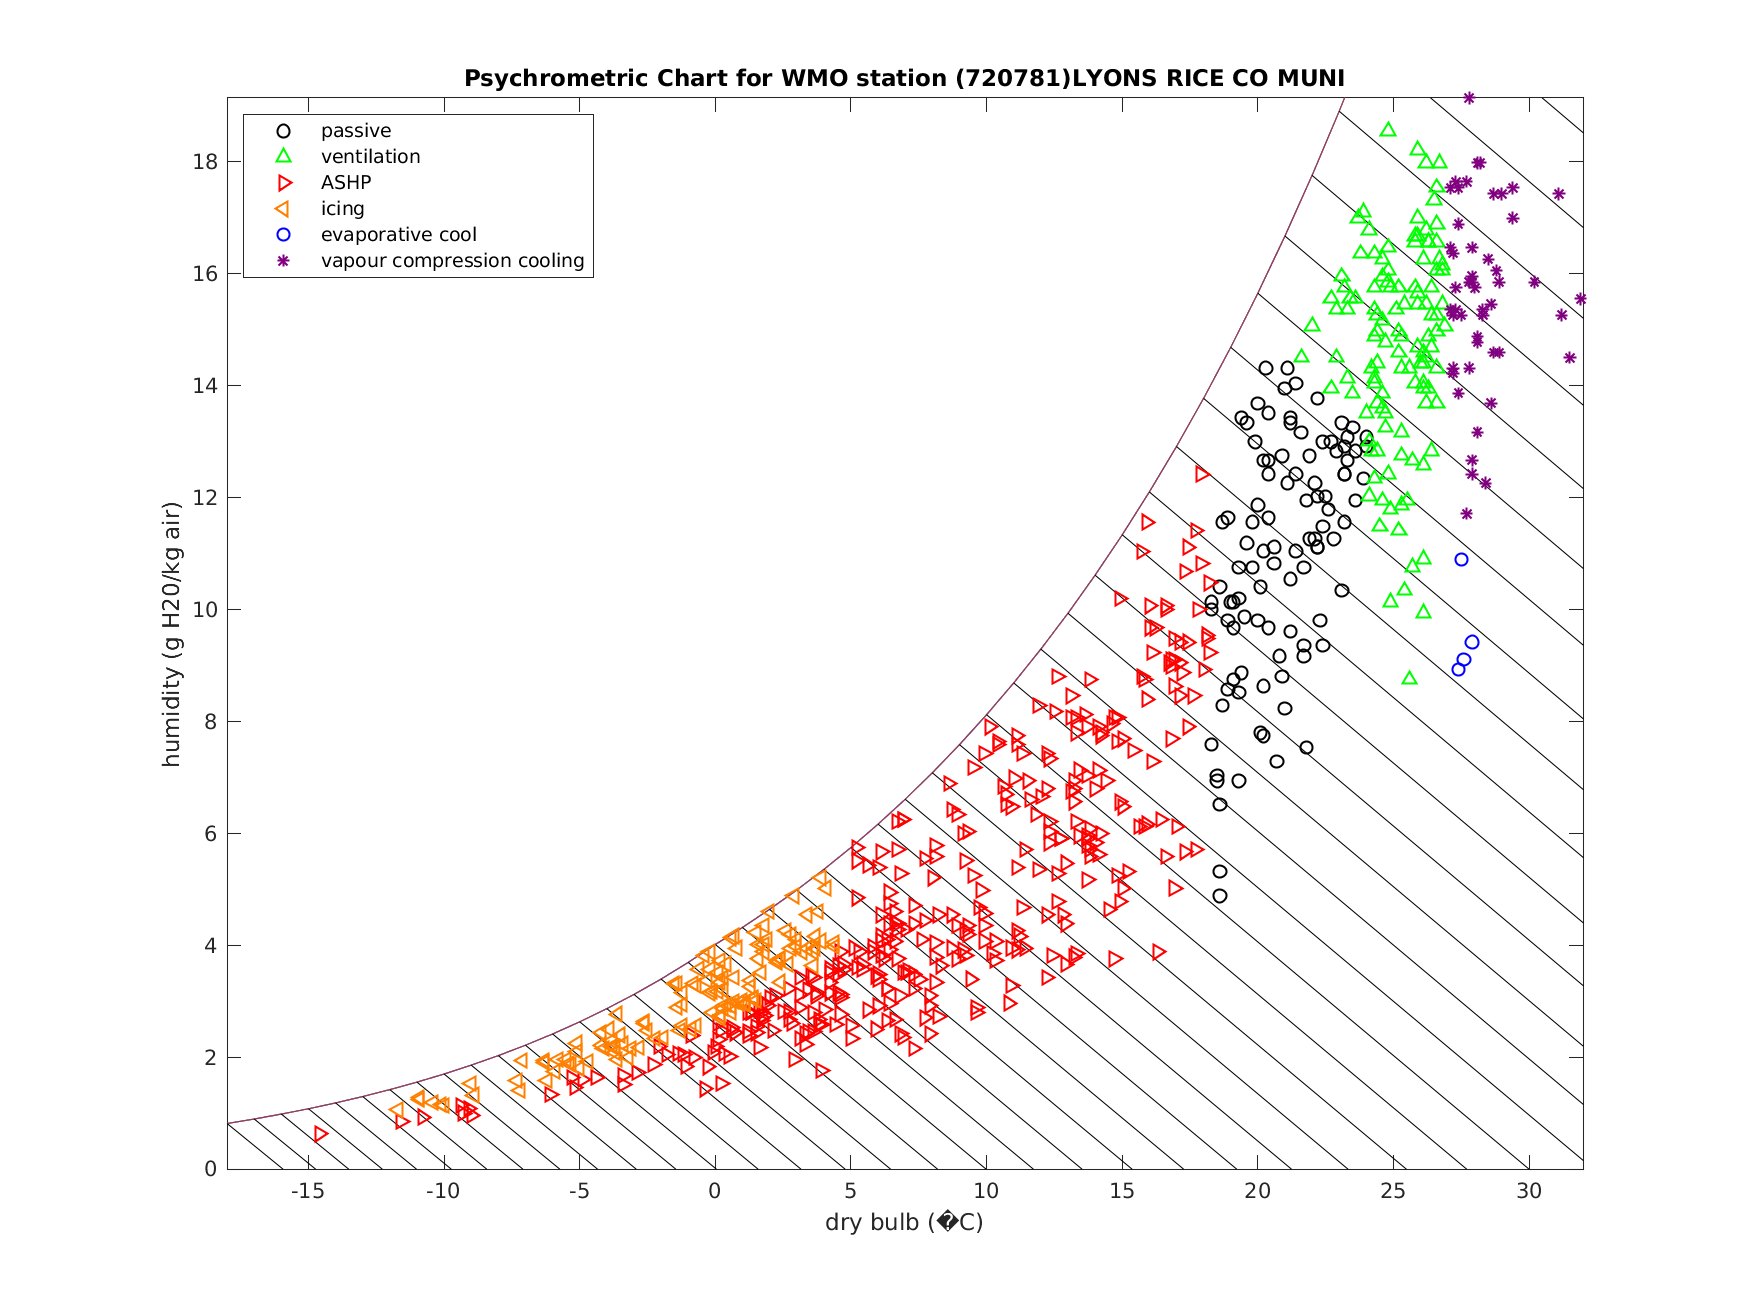 Psychrometric Chart for WMO station (720781)LYONS RICE CO MUNI
passive
ventilation
ASHP
icing
evaporative cool
vapour compression cooling
humidity (g H20/kg air)
18
16
14
12
10
8
6
4
2
0
-15
-10
-5
0
5
10
15
20
25
30
dry bulb (�C)